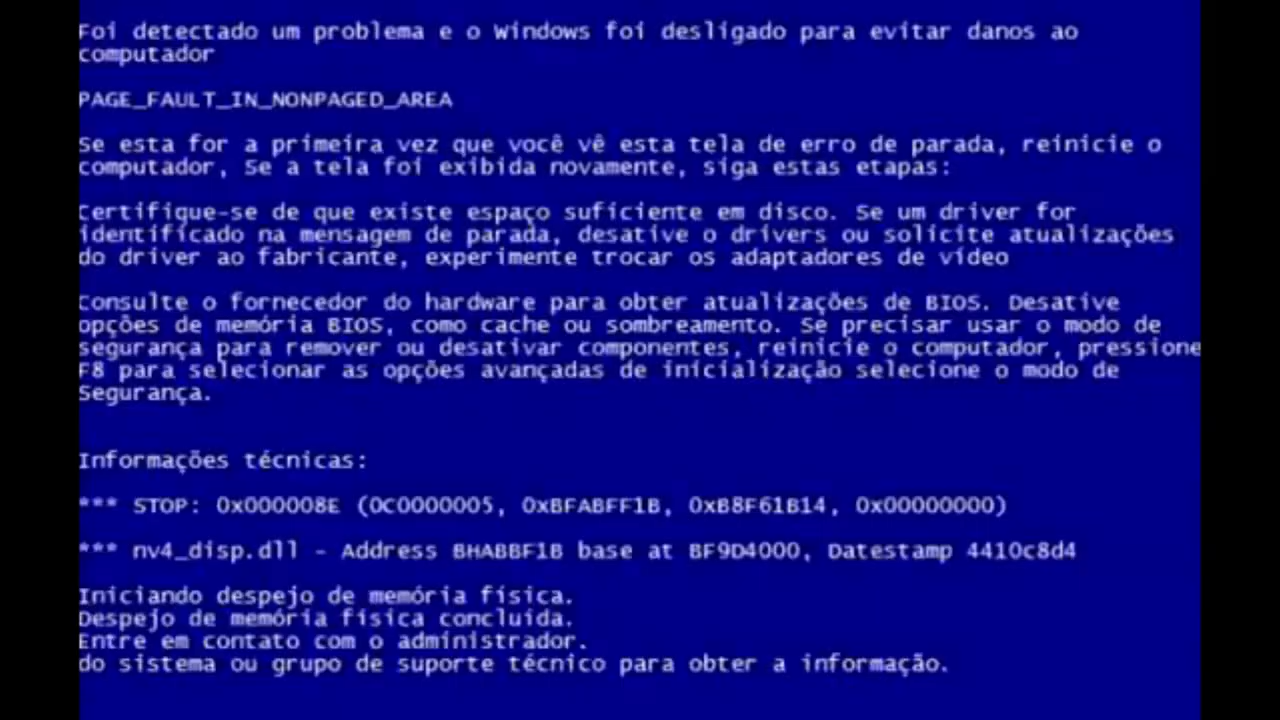 Foi detectado um problema e o Windows foi desligado para evitar danos ao
computador
PAGE_FAULT_IN_NONPAGED_AREA
Se esta for a primeira vez que você vê esta tela de erro de parada, reinicie o
computador, Se a tela foi exibida novamente, siga estas etapas:
Certifique-se de que existe espaço suficiente em disco. Se um driver for
identificado na mensagem de parada, desative o drivers ou solicite atualizações
do driver ao fabricante, experimente trocar os adaptadores de vídeo
Consulte o fornecedor do hardware para obter atualizações de BIOS. Desative
opções de memória BIOS, como cache ou sombreamento. Se precisar usar o modo de
segurança para remover ou desativar componentes, reinicie o computador, pressione
F8 para selecionar as opções avançadas de inicialização selecione o modo de
Segurança.
Informações técnicas:
*** STOP: 0x000008E (0C0000005, 0xBFABFF1B, 0xB8F61B14, 0x00000000)
*** nv4_disp.dll - Address BHABBF1B base at BF9D4000, Datestamp 4410c8d4
Iniciando despejo de memória física.
Despejo de memória física concluída.
Entre em contato com o administrador.
do sistema ou grupo de suporte técnico para obter a informação.